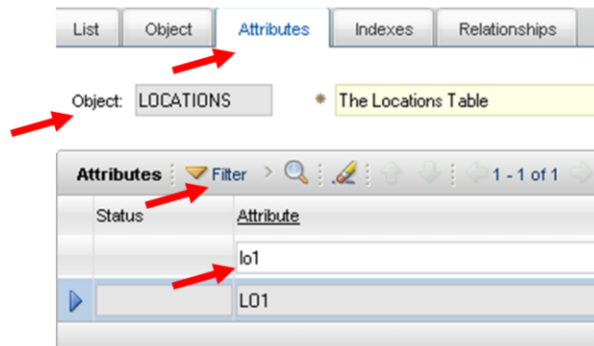 List Object Attributes Indexes Relationships
Object: LOCATIONS * The Locations Table
Attributes Filter > 1 - 1 of 1
Status Attribute
lo1
LO1